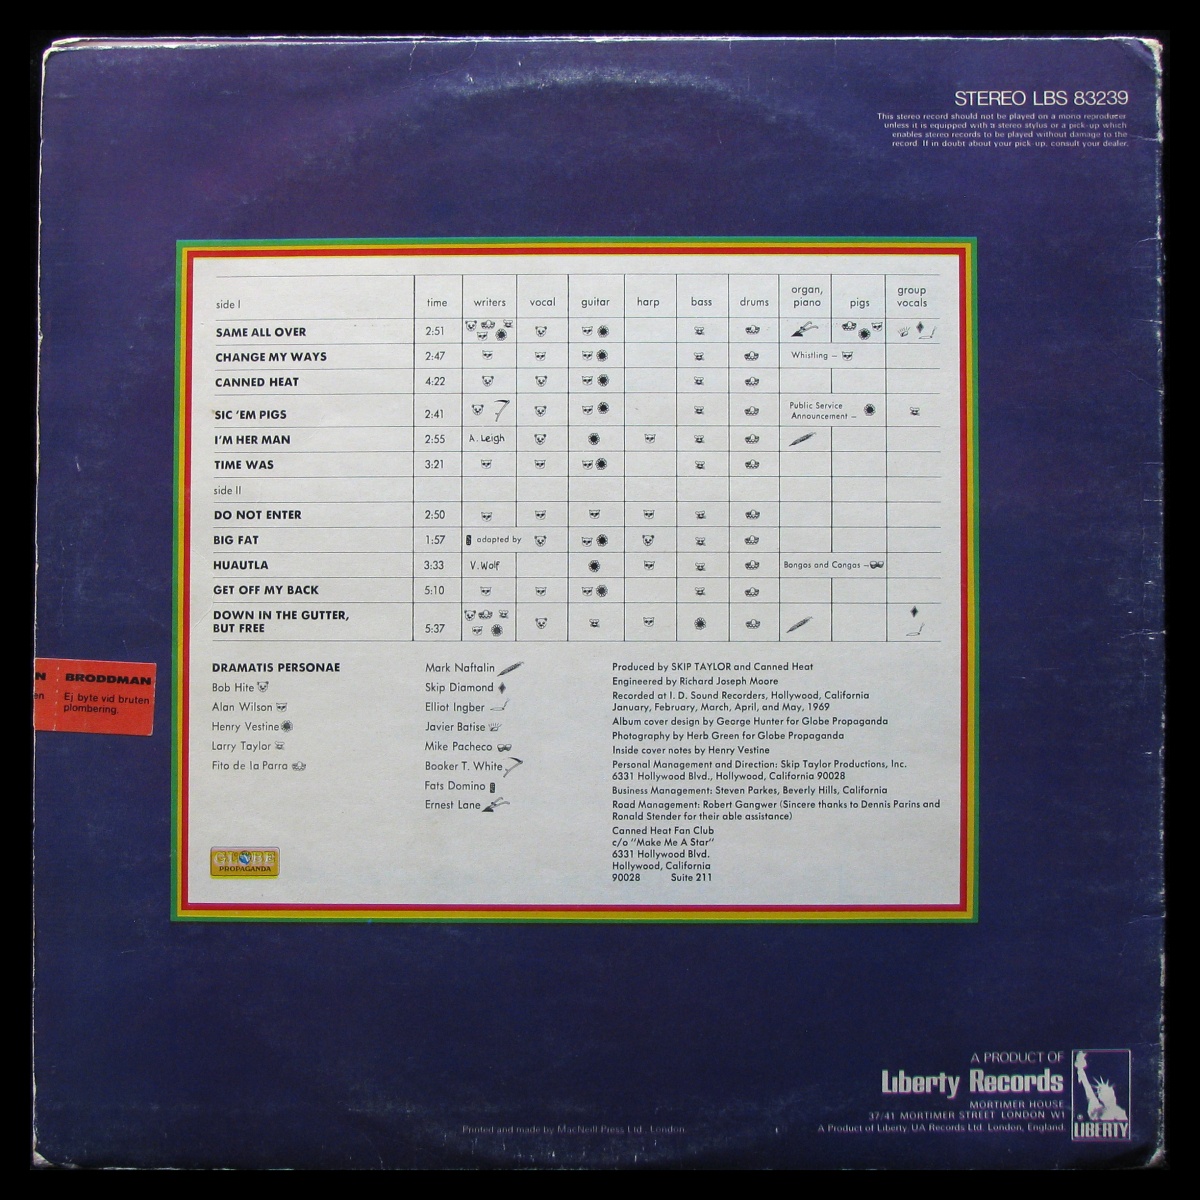 STEREO LBS 83239
This stereo record should not be played on a mono reproducer
unless it is equipped with a stereo stylus or a pick-up which
enables stereo records to be played without damage to the
record. If in doubt about your pick-up, consult your dealer.
side I time writers vocal guitar harp bass drums organ, piano pigs group vocals
SAME ALL OVER 2:51
CHANGE MY WAYS 2:47 Whistling –
CANNED HEAT 4:22
SIC 'EM PIGS 2:41 Public Service Announcement –
I'M HER MAN 2:55 A. Leigh
TIME WAS 3:21
side II
DO NOT ENTER 2:50
BIG FAT 1:57 adapted by
HUAUTLA 3:33 V. Wolf Bongos and Congas –
GET OFF MY BACK 5:10
DOWN IN THE GUTTER,
BUT FREE 5:37
DRAMATIS PERSONAE
Bob Hite
Alan Wilson
Henry Vestine
Larry Taylor
Fito de la Parra
Mark Naftalin
Skip Diamond
Elliot Ingber
Javier Batise
Mike Pacheco
Booker T. White
Fats Domino
Ernest Lane
Produced by SKIP TAYLOR and Canned Heat
Engineered by Richard Joseph Moore
Recorded at I. D. Sound Recorders, Hollywood, California
January, February, March, April, and May, 1969
Album cover design by George Hunter for Globe Propaganda
Photography by Herb Green for Globe Propaganda
Inside cover notes by Henry Vestine
Personal Management and Direction: Skip Taylor Productions, Inc.
6331 Hollywood Blvd., Hollywood, California 90028
Business Management: Steven Parkes, Beverly Hills, California
Road Management: Robert Gangwer (Sincere thanks to Dennis Parins and
Ronald Stender for their able assistance)
Canned Heat Fan Club
c/o "Make Me A Star"
6331 Hollywood Blvd.
Hollywood, California
90028 Suite 211
GLOBE
PROPAGANDA
N BRODDMAN
en Ej byte vid bruten
plombering.
A PRODUCT OF
Liberty Records
MORTIMER HOUSE
37/41 MORTIMER STREET LONDON W1
A Product of Liberty/UA Records Ltd. London, England.
LIBERTY
Printed and made by MacNeill Press Ltd., London.